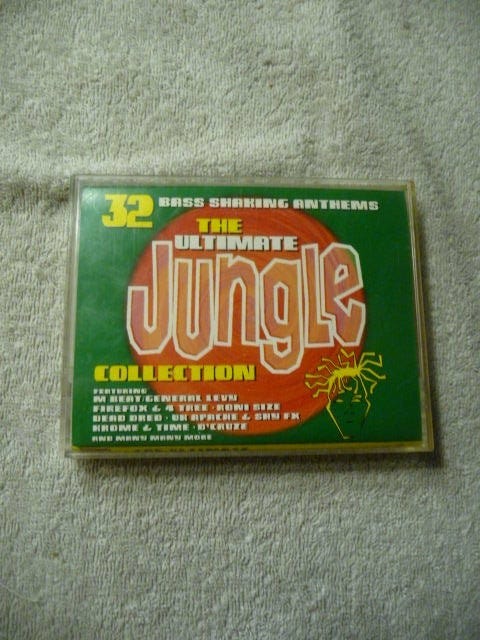 32 BASS SHAKING ANTHEMS
THE
ULTIMATE
Jungle
COLLECTION
FEATURING
M BEAT/GENERAL LEVY
FIREFOX & 4 TREE · RONI SIZE
DEAD DRED · UK APACHE & SHY FX
KROME & TIME · D'CRUZE
AND MANY MANY MORE